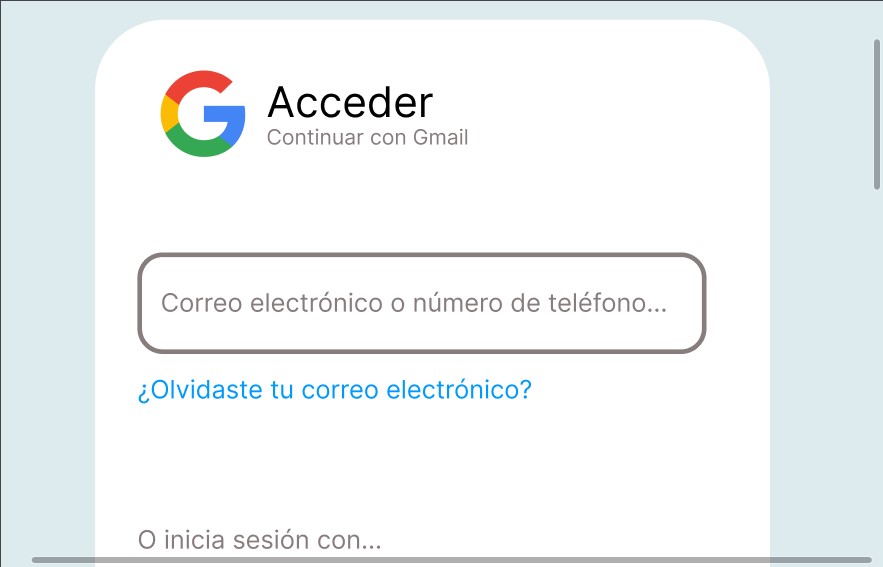 Acceder
Continuar con Gmail
Correo electrónico o número de teléfono...
¿Olvidaste tu correo electrónico?
O inicia sesión con...